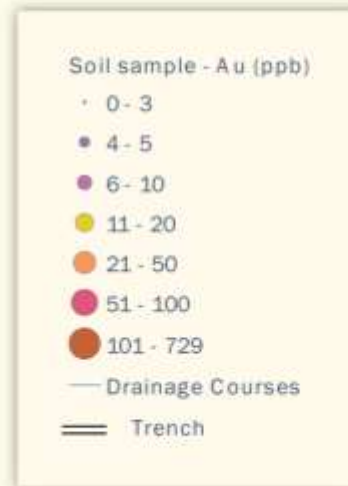 Soil sample - Au (ppb)
0 - 3
4 - 5
6 - 10
11 - 20
21 - 50
51 - 100
101 - 729
Drainage Courses
Trench